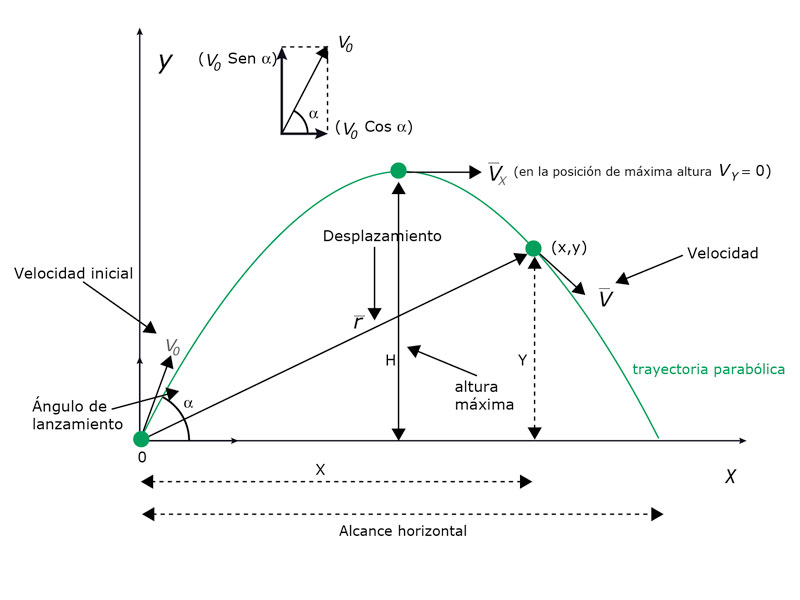 y
(V0 Sen α)
V0
α
(V0 Cos α)
V̅X (en la posición de máxima altura VY = 0)
Desplazamiento
(x,y)
Velocidad
Velocidad inicial
V̅
r̅
V0
H
Y
trayectoria parabólica
altura
máxima
Ángulo de
lanzamiento
α
0
X
X
Alcance horizontal